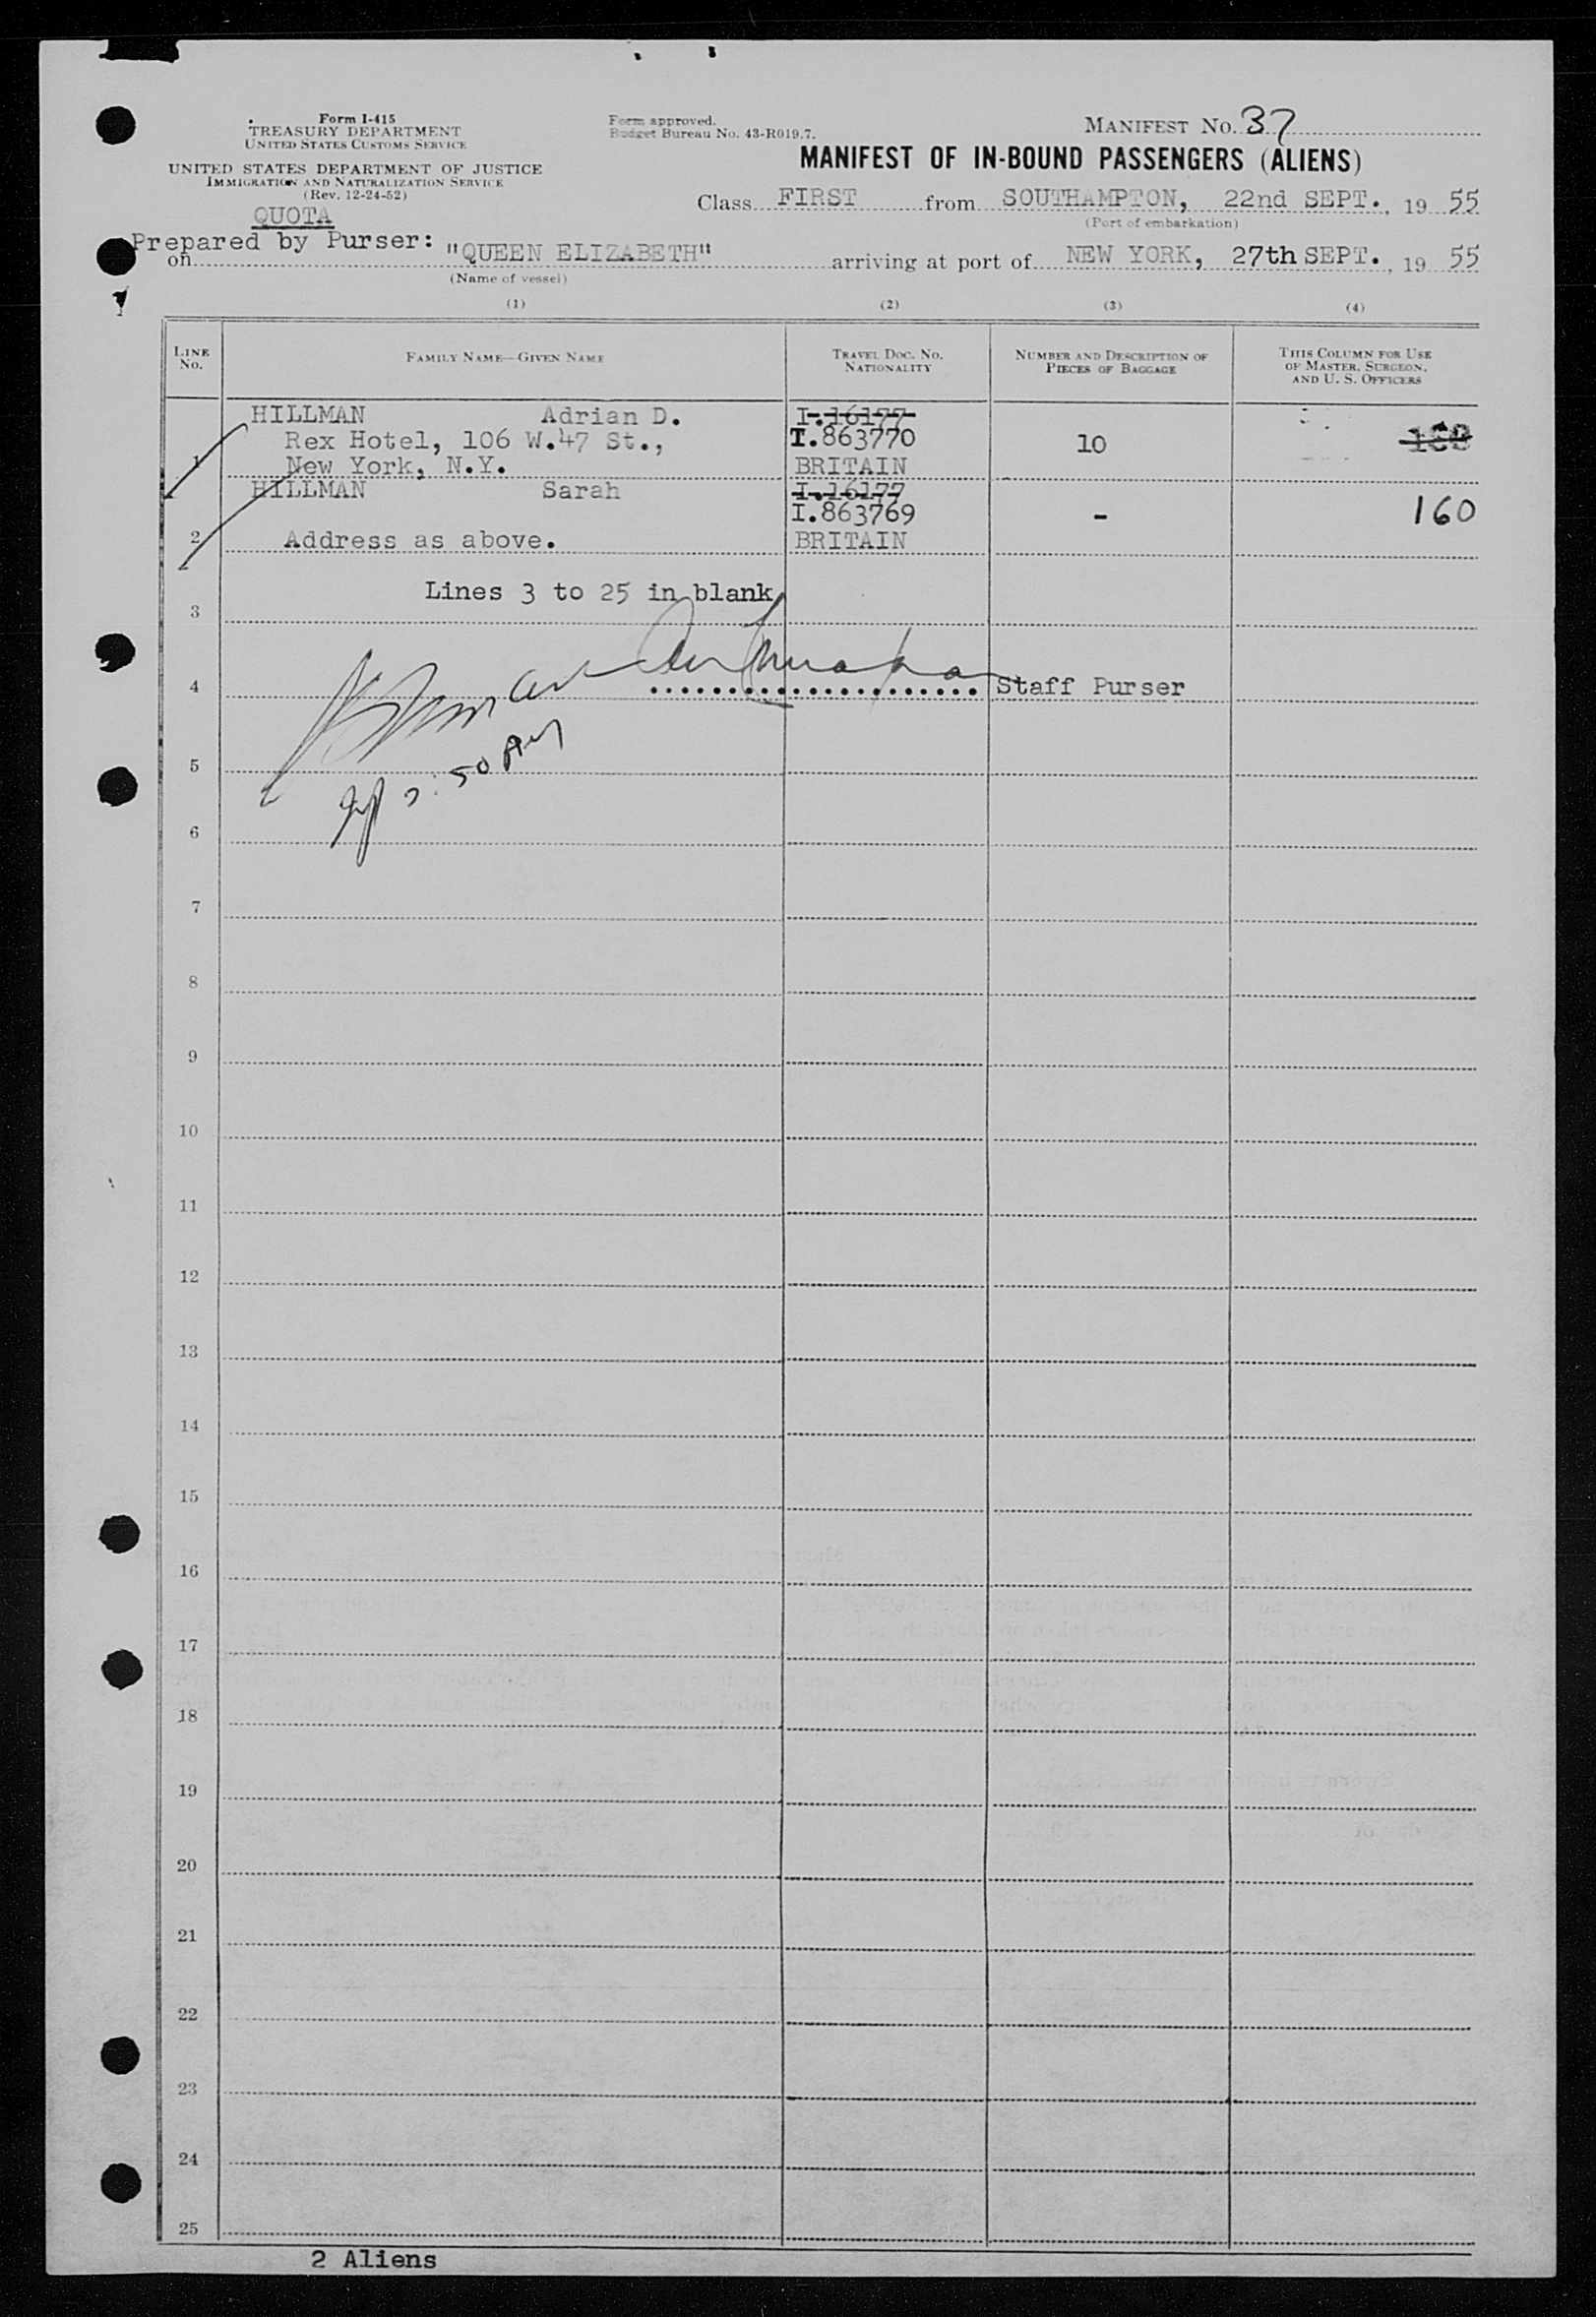 Form I-415
TREASURY DEPARTMENT
UNITED STATES CUSTOMS SERVICE
UNITED STATES DEPARTMENT OF JUSTICE
IMMIGRATION AND NATURALIZATION SERVICE
(Rev. 12-24-52)
QUOTA
Form approved.
Budget Bureau No. 43-R019.7.
MANIFEST NO. 37
MANIFEST OF IN-BOUND PASSENGERS (ALIENS)
Class FIRST from SOUTHAMPTON, 22nd SEPT., 19 55
(Port of embarkation)
Prepared by Purser:
on "QUEEN ELIZABETH" arriving at port of NEW YORK, 27th SEPT., 19 55
(Name of vessel)
(1) (2) (3) (4)
LINE No. FAMILY NAME—GIVEN NAME TRAVEL DOC. NO. NATIONALITY NUMBER AND DESCRIPTION OF PIECES OF BAGGAGE THIS COLUMN FOR USE OF MASTER, SURGEON, AND U. S. OFFICERS
HILLMAN Adrian D. I.16177
Rex Hotel, 106 W.47 St., I.863770 10
1 New York, N.Y. BRITAIN
HILLMAN Sarah I.16177
I.863769 - 160
2 Address as above. BRITAIN
Lines 3 to 25 in blank
3
4 Staff Purser
5
:50 PM
6
7
8
9
10
11
12
13
14
15
16
17
18
19
20
21
22
23
24
25
2 Aliens